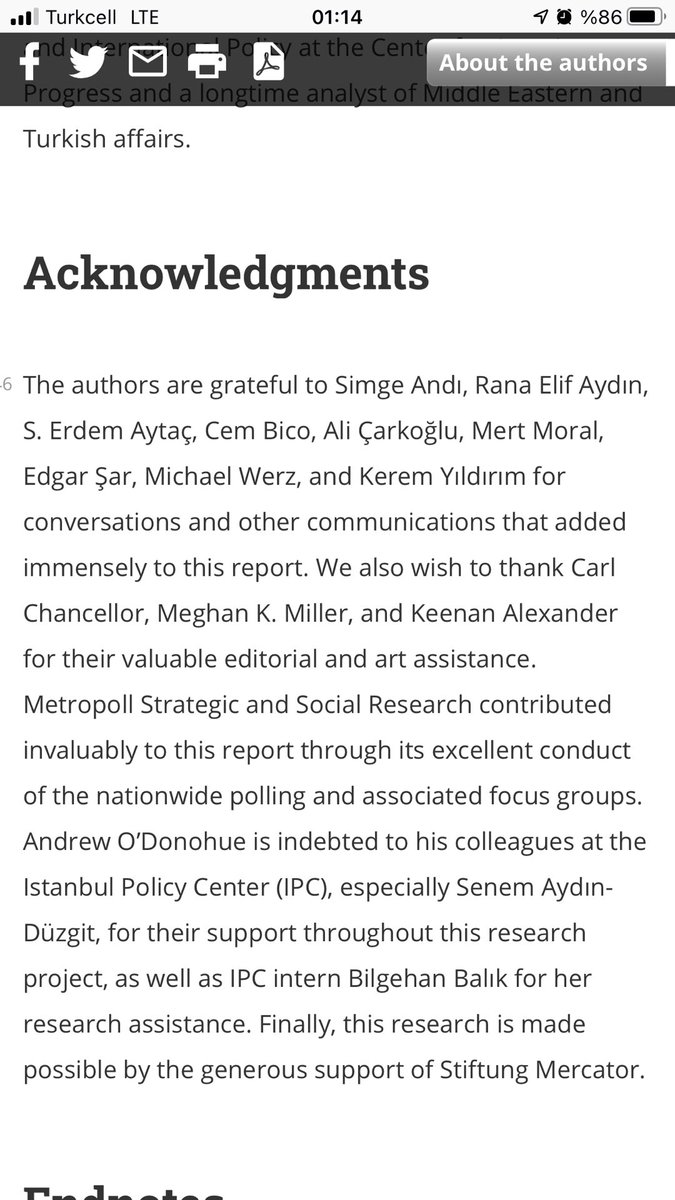 Turkcell LTE 01:14 %86
About the authors
Progress and a longtime analyst of Middle Eastern and
Turkish affairs.
Acknowledgments
The authors are grateful to Simge Andı, Rana Elif Aydın,
S. Erdem Aytaç, Cem Bico, Ali Çarkoğlu, Mert Moral,
Edgar Şar, Michael Werz, and Kerem Yıldırım for
conversations and other communications that added
immensely to this report. We also wish to thank Carl
Chancellor, Meghan K. Miller, and Keenan Alexander
for their valuable editorial and art assistance.
Metropoll Strategic and Social Research contributed
invaluably to this report through its excellent conduct
of the nationwide polling and associated focus groups.
Andrew O’Donohue is indebted to his colleagues at the
Istanbul Policy Center (IPC), especially Senem Aydın-
Düzgit, for their support throughout this research
project, as well as IPC intern Bilgehan Balık for her
research assistance. Finally, this research is made
possible by the generous support of Stiftung Mercator.
Endnotes